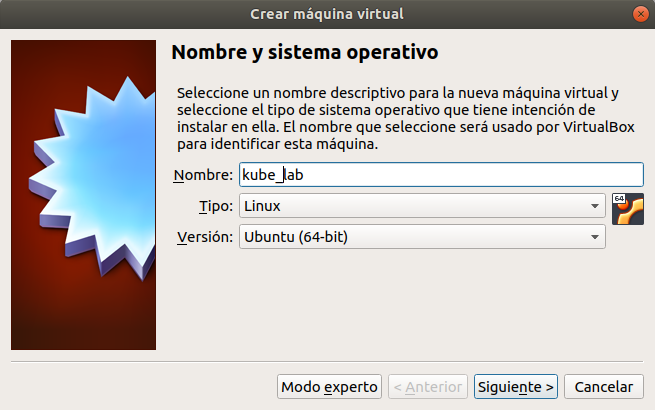 Crear máquina virtual
Nombre y sistema operativo
Seleccione un nombre descriptivo para la nueva máquina virtual y
seleccione el tipo de sistema operativo que tiene intención de
instalar en ella. El nombre que seleccione será usado por VirtualBox
para identificar esta máquina.
Nombre: kube_lab
Tipo: Linux
64
Versión: Ubuntu (64-bit)
Modo experto < Anterior Siguiente > Cancelar